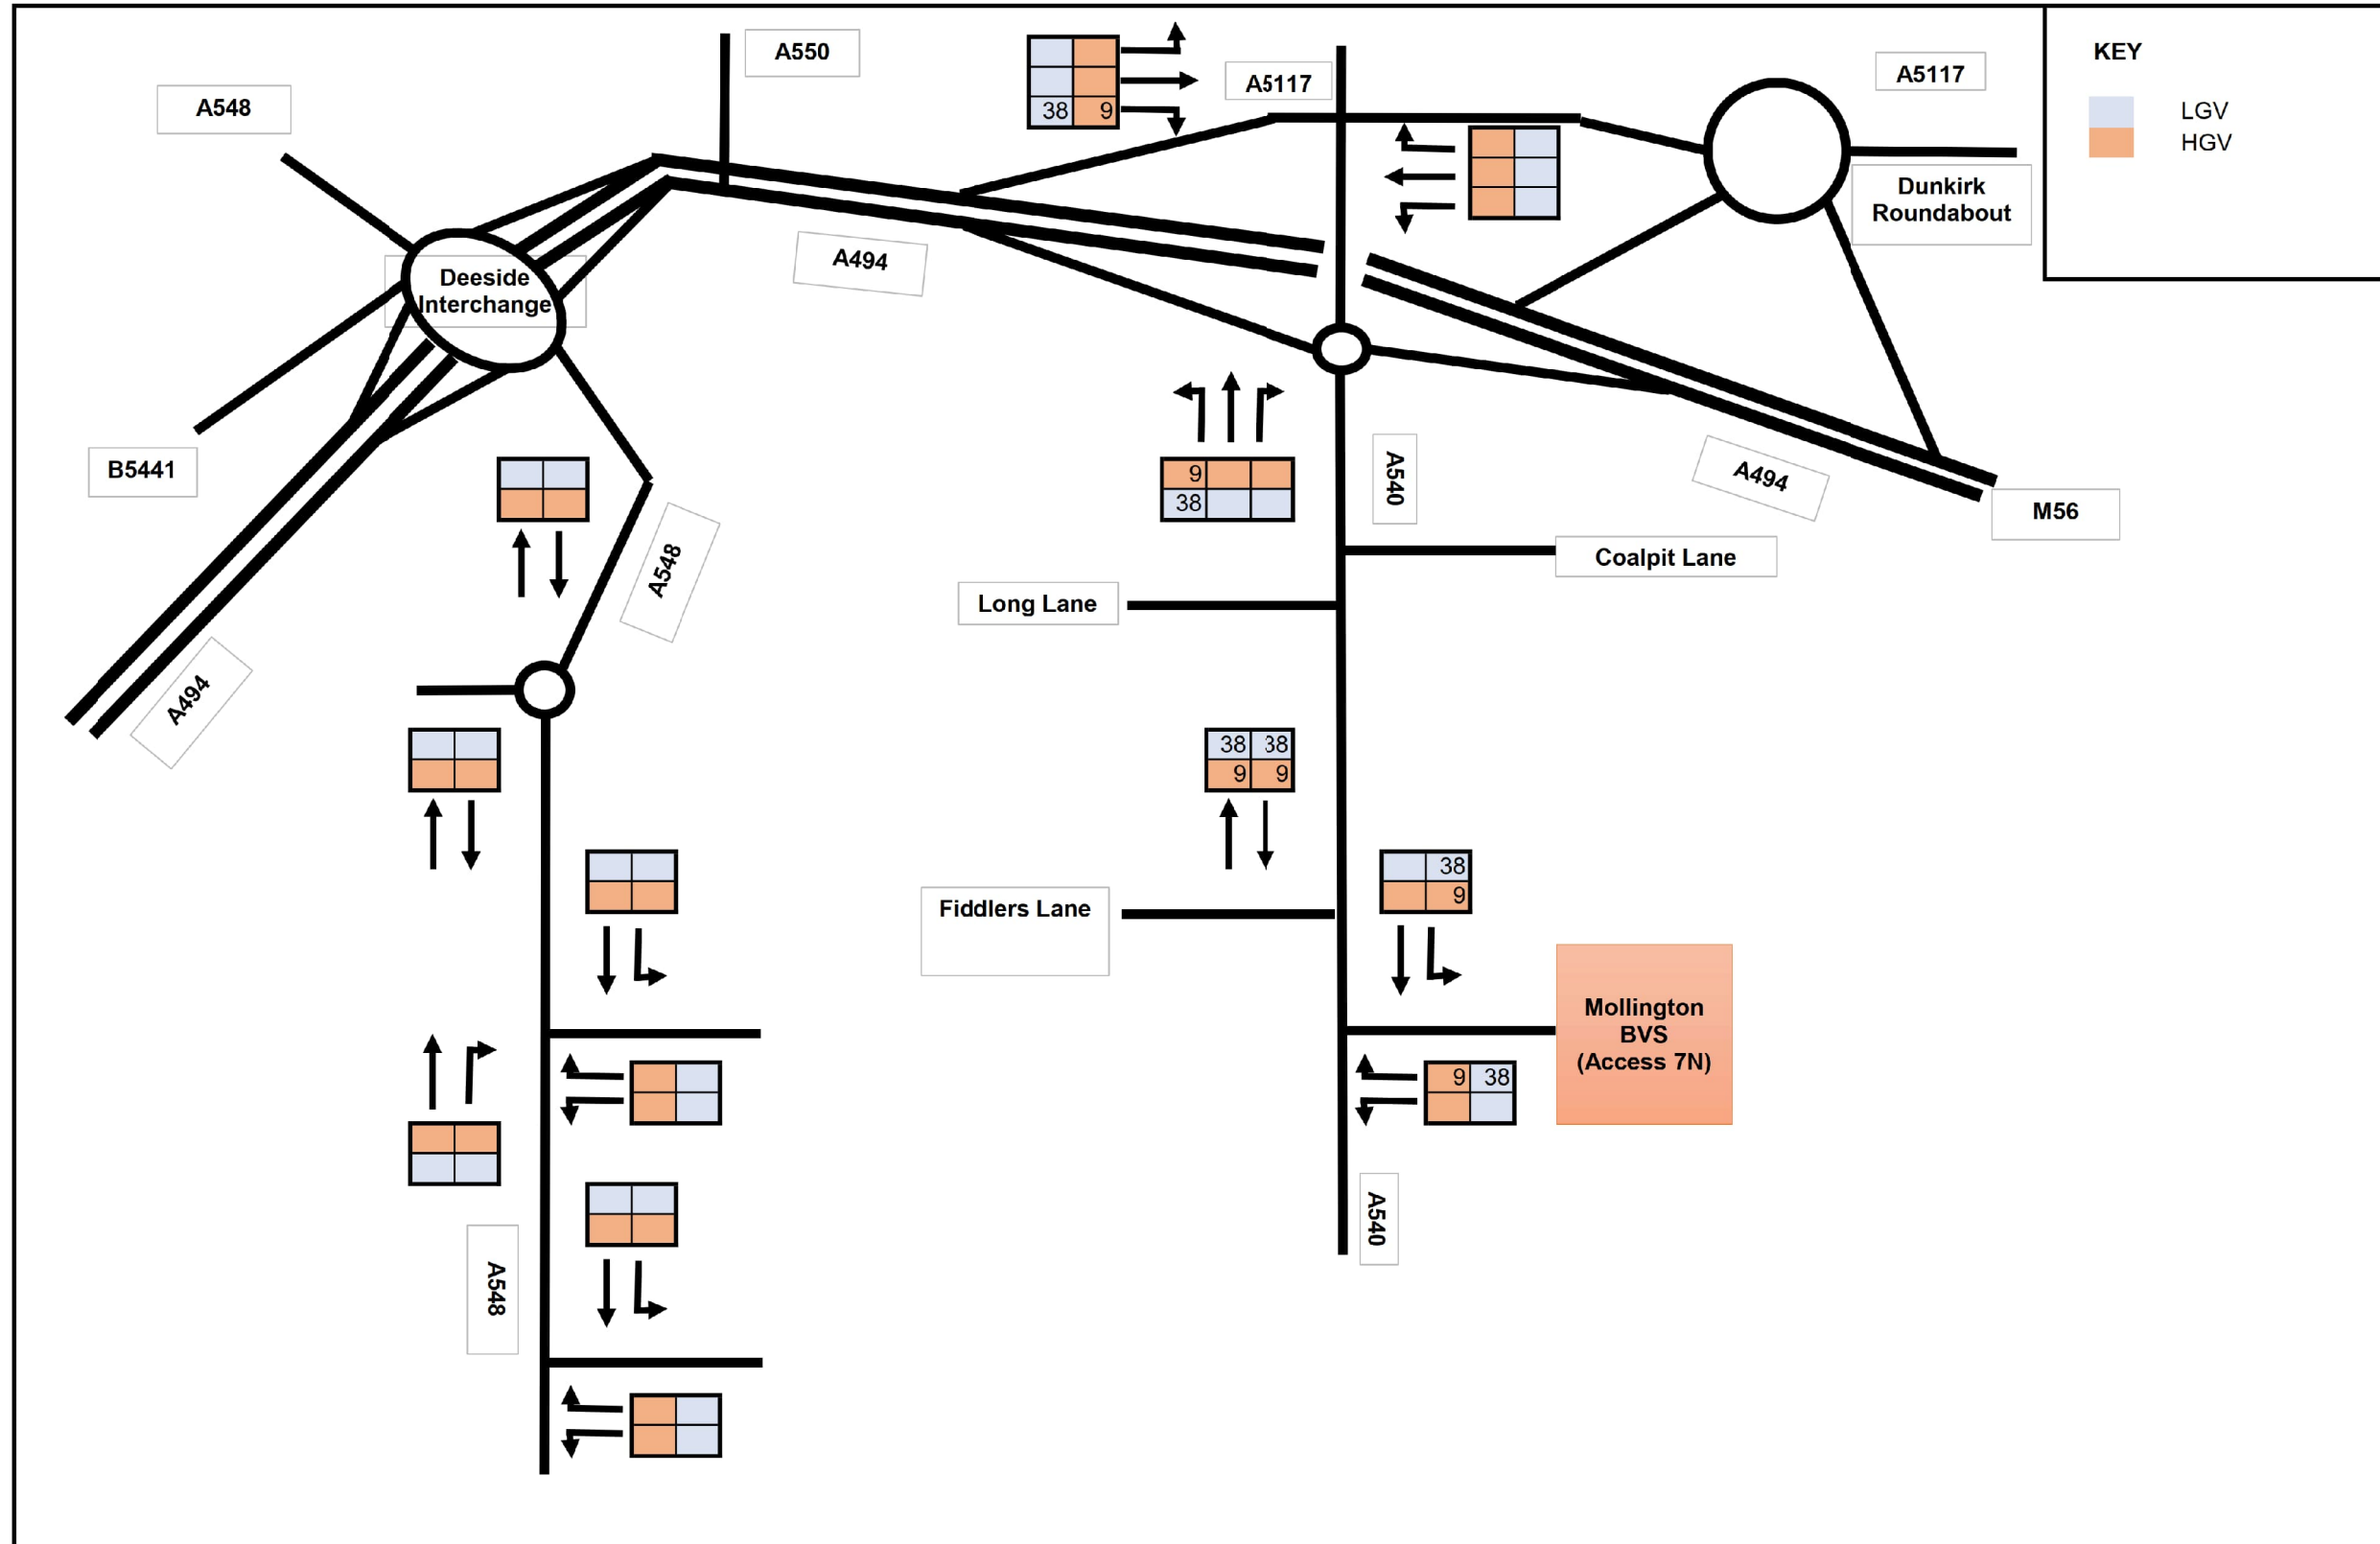 A550
A5117
A5117
KEY
LGV
HGV
A548
38 9
Dunkirk
Roundabout
A494
Deeside
Interchange
B5441
9
38
A540
A494
M56
Coalpit Lane
A548
Long Lane
A494
38 38
9 9
38
9
Fiddlers Lane
Mollington
BVS
(Access 7N)
9 38
A540
A548